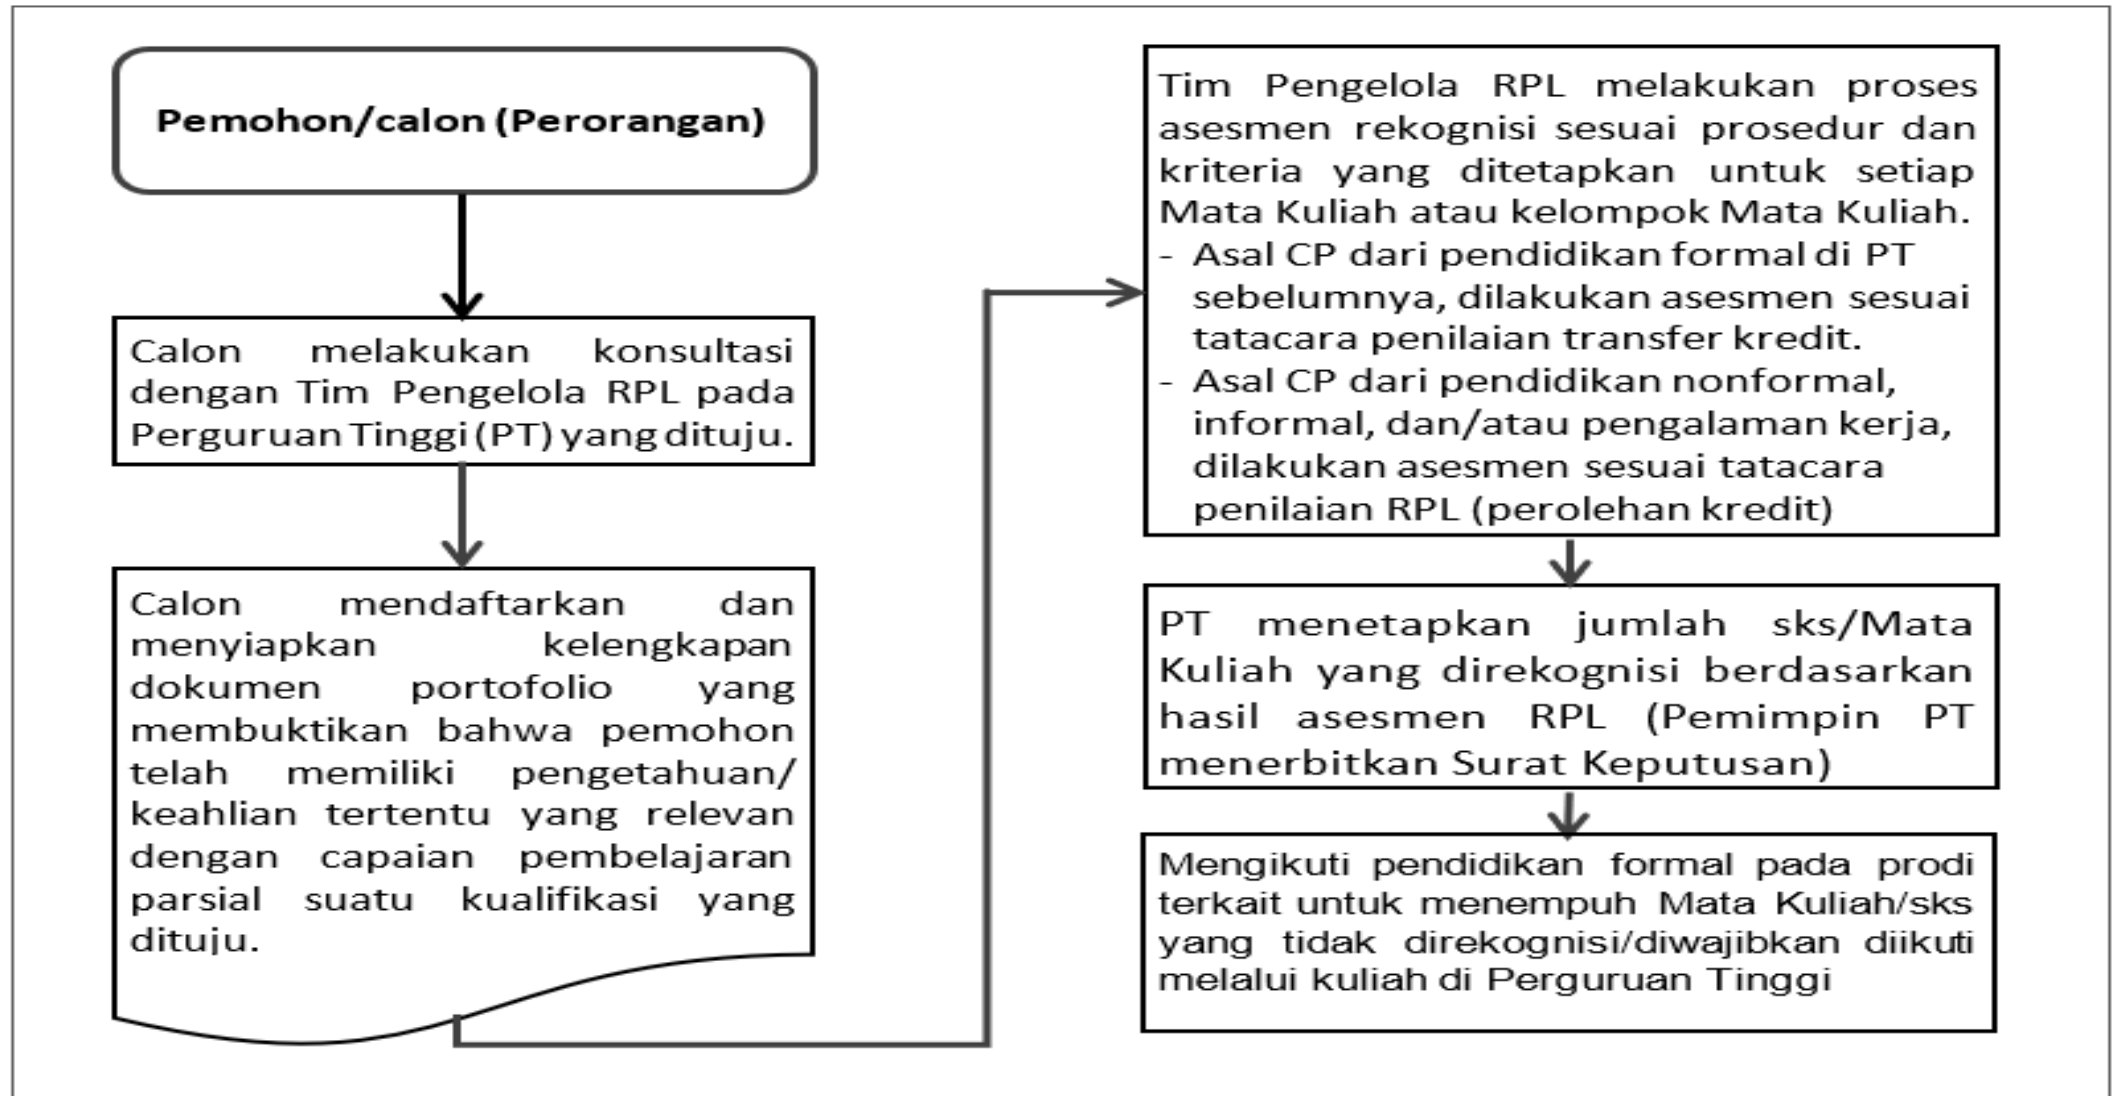 Pemohon/calon (Perorangan)
Calon melakukan konsultasi
dengan Tim Pengelola RPL pada
Perguruan Tinggi (PT) yang dituju.
Calon mendaftarkan dan
menyiapkan kelengkapan
dokumen portofolio yang
membuktikan bahwa pemohon
telah memiliki pengetahuan/
keahlian tertentu yang relevan
dengan capaian pembelajaran
parsial suatu kualifikasi yang
dituju.
Tim Pengelola RPL melakukan proses
asesmen rekognisi sesuai prosedur dan
kriteria yang ditetapkan untuk setiap
Mata Kuliah atau kelompok Mata Kuliah.
- Asal CP dari pendidikan formal di PT
sebelumnya, dilakukan asesmen sesuai
tatacara penilaian transfer kredit.
- Asal CP dari pendidikan nonformal,
informal, dan/atau pengalaman kerja,
dilakukan asesmen sesuai tatacara
penilaian RPL (perolehan kredit)
PT menetapkan jumlah sks/Mata
Kuliah yang direkognisi berdasarkan
hasil asesmen RPL (Pemimpin PT
menerbitkan Surat Keputusan)
Mengikuti pendidikan formal pada prodi
terkait untuk menempuh Mata Kuliah/sks
yang tidak direkognisi/diwajibkan diikuti
melalui kuliah di Perguruan Tinggi